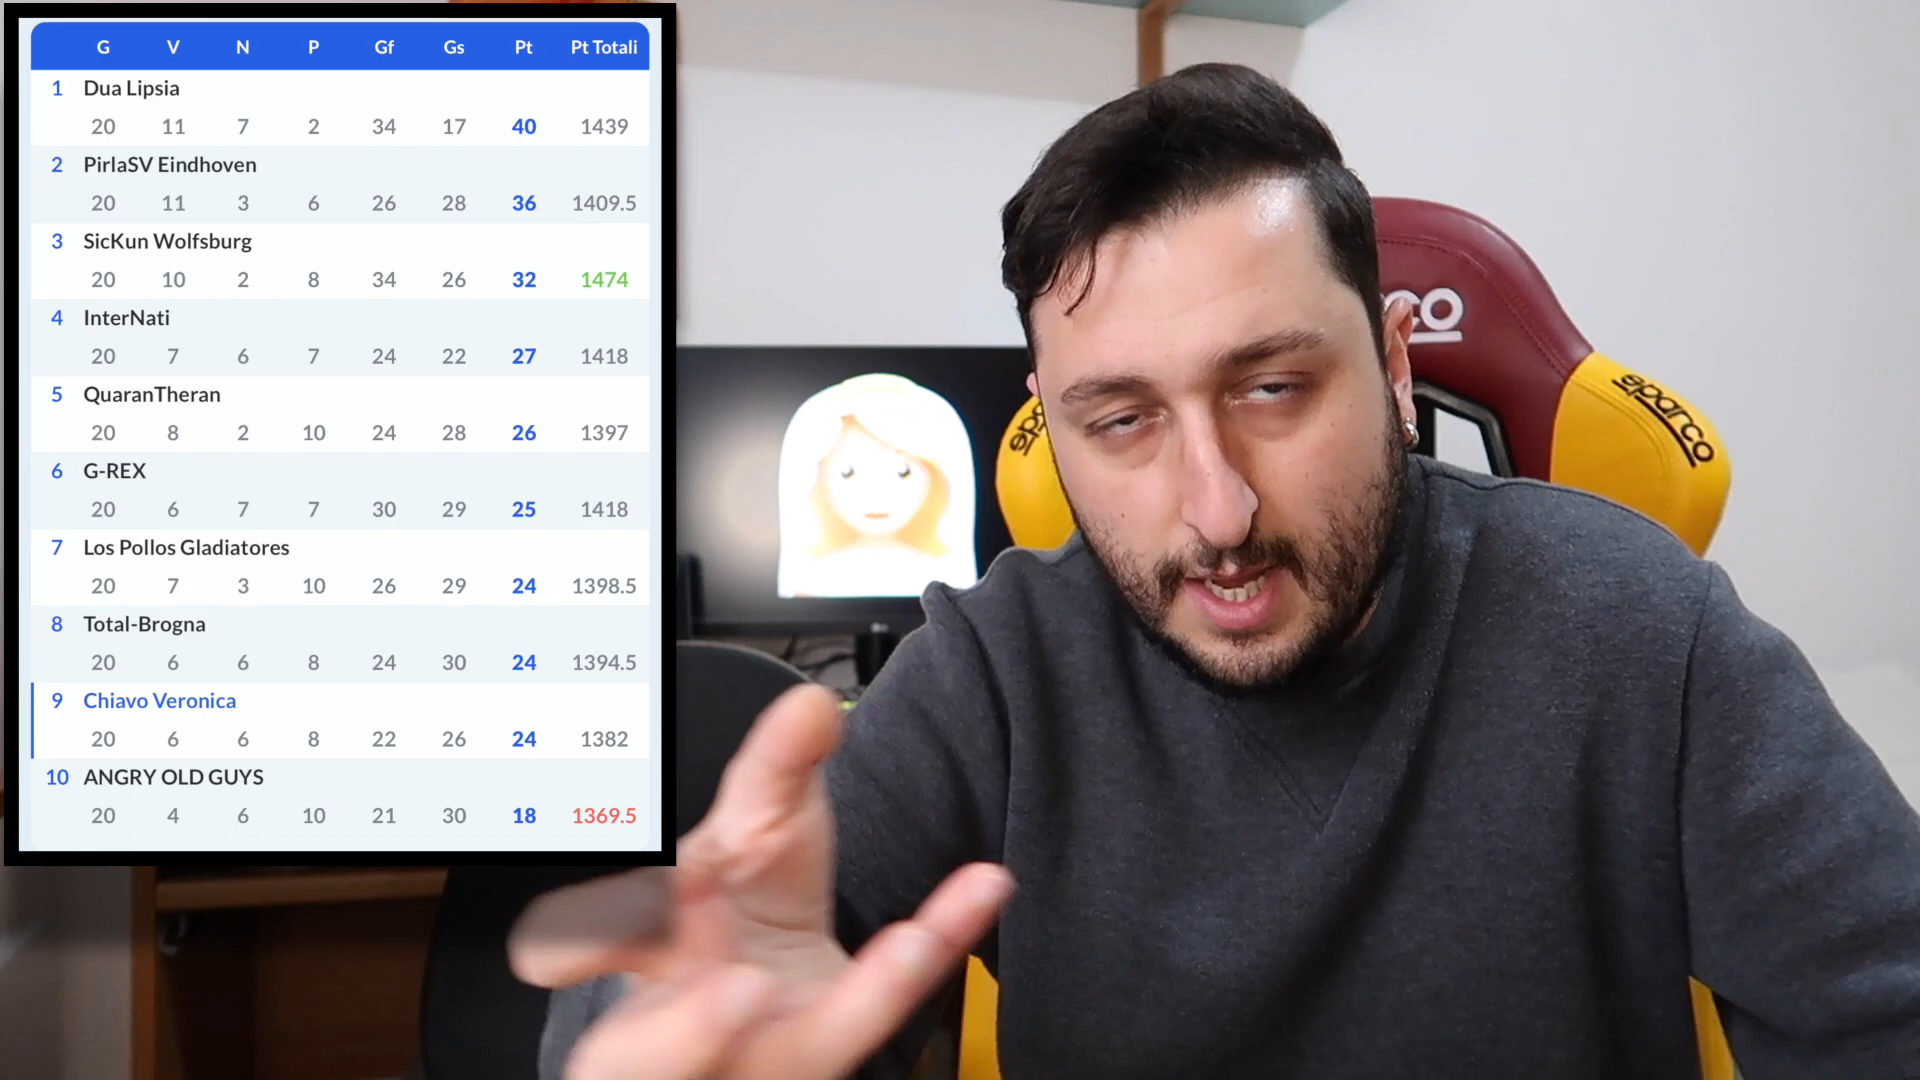 G V N P Gf Gs Pt Pt Totali
1 Dua Lipsia
20 11 7 2 34 17 40 1439
2 PirlaSV Eindhoven
20 11 3 6 26 28 36 1409.5
3 SicKun Wolfsburg
20 10 2 8 34 26 32 1474
4 InterNati
20 7 6 7 24 22 27 1418
5 QuaranTheran
20 8 2 10 24 28 26 1397
6 G-REX
20 6 7 7 30 29 25 1418
7 Los Pollos Gladiatores
20 7 3 10 26 29 24 1398.5
8 Total-Brogna
20 6 6 8 24 30 24 1394.5
9 Chiavo Veronica
20 6 6 8 22 26 24 1382
10 ANGRY OLD GUYS
20 4 6 10 21 30 18 1369.5
sparco